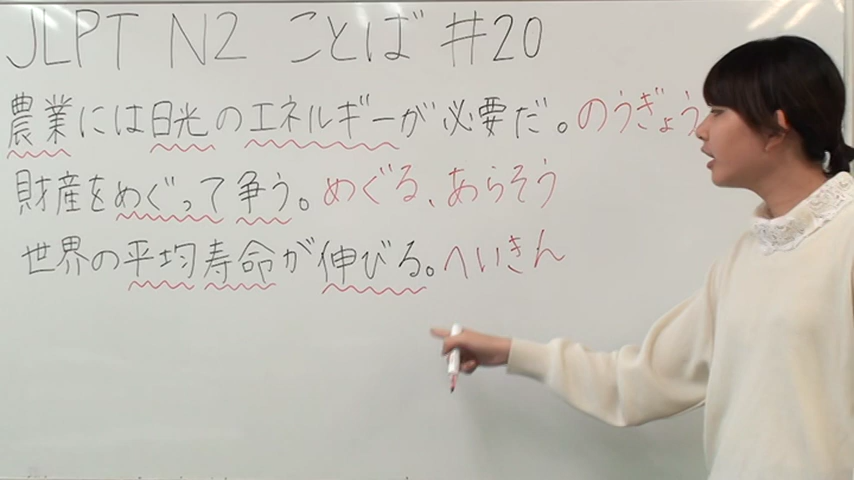 JLPT N2 ことば #20
農業には日光のエネルギーが必要だ。のうぎょう
財産をめぐって争う。めぐる、あらそう
世界の平均寿命が伸びる。へいきん